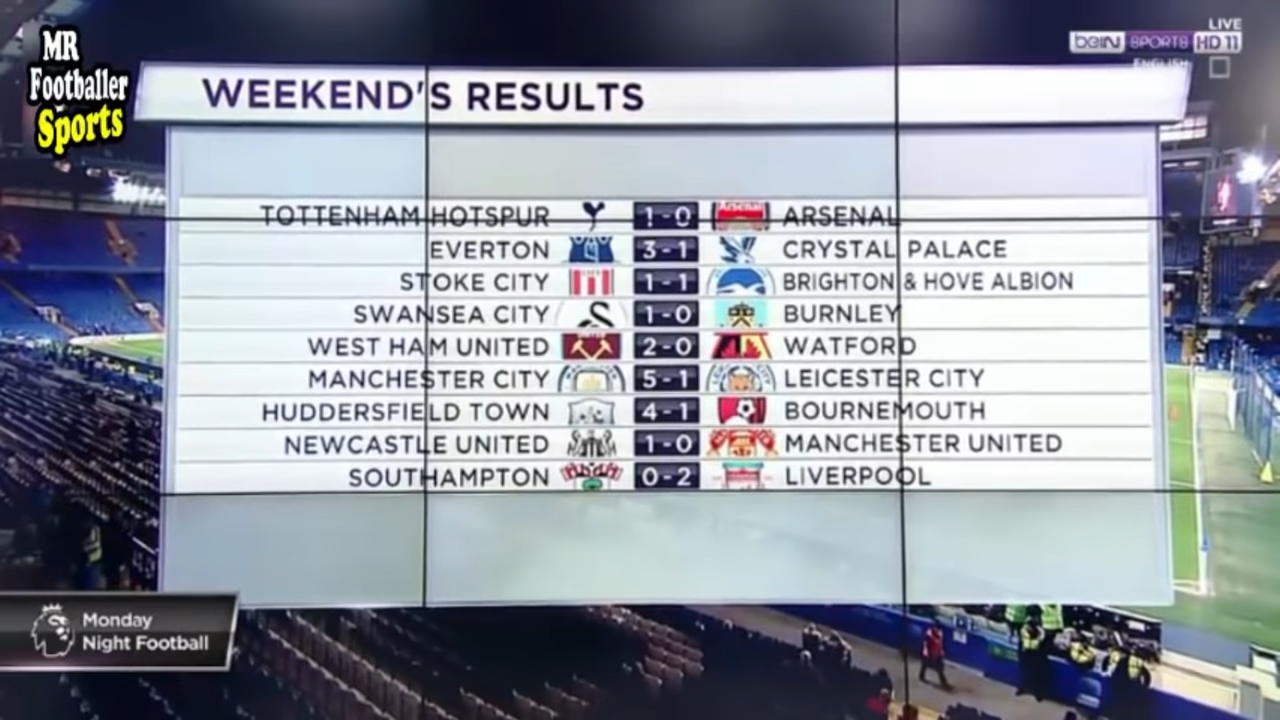 MR
Footballer
Sports
LIVE
beIN SPORTS HD 11
ENGLISH
WEEKEND'S RESULTS
TOTTENHAM HOTSPUR 1-0 Arsenal ARSENAL
EVERTON 3-1 CRYSTAL PALACE
STOKE CITY 1-1 BRIGHTON & HOVE ALBION
SWANSEA CITY 1-0 BURNLEY
WEST HAM UNITED 2-0 WATFORD
MANCHESTER CITY 5-1 LEICESTER CITY
HUDDERSFIELD TOWN 4-1 BOURNEMOUTH
NEWCASTLE UNITED 1-0 MANCHESTER UNITED
SOUTHAMPTON 0-2 LIVERPOOL
Monday
Night Football